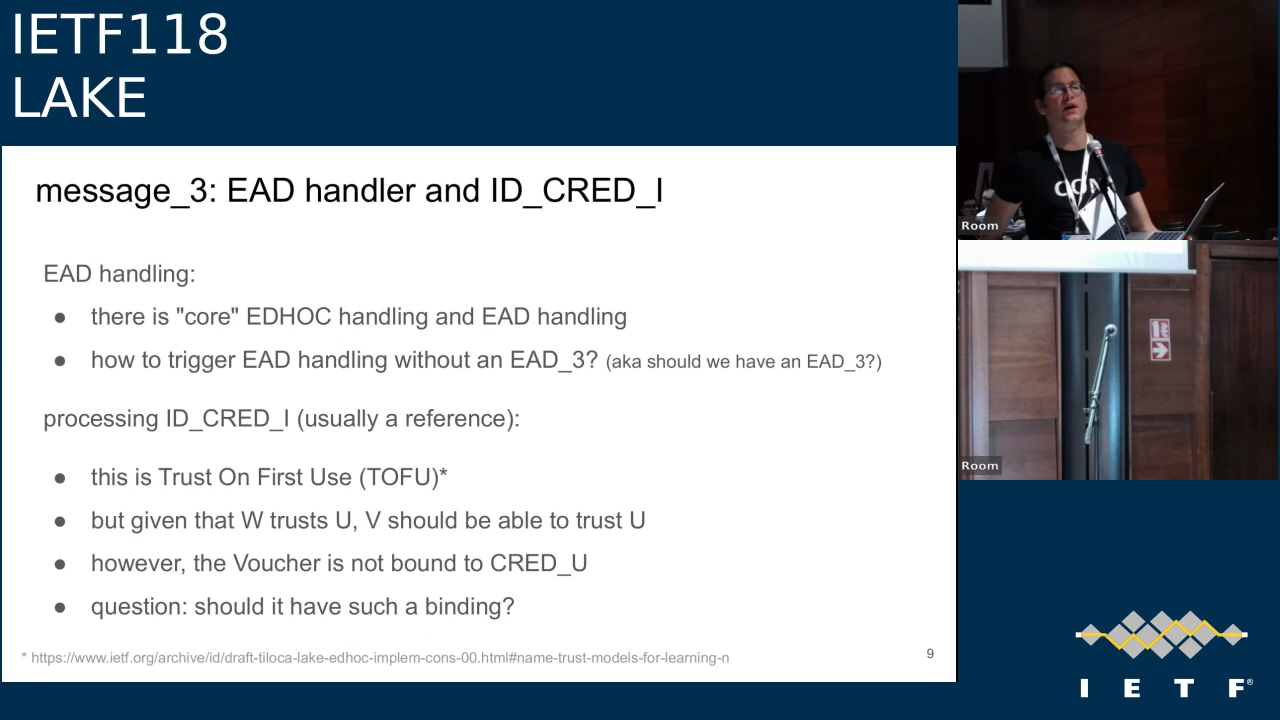 IETF118
LAKE
message_3: EAD handler and ID_CRED_I
EAD handling:
● there is "core" EDHOC handling and EAD handling
● how to trigger EAD handling without an EAD_3? (aka should we have an EAD_3?)
processing ID_CRED_I (usually a reference):
● this is Trust On First Use (TOFU)*
● but given that W trusts U, V should be able to trust U
● however, the Voucher is not bound to CRED_U
● question: should it have such a binding?
* https://www.ietf.org/archive/id/draft-tiloca-lake-edhoc-implem-cons-00.html#name-trust-models-for-learning-n
9
Room
Room
I E T F®